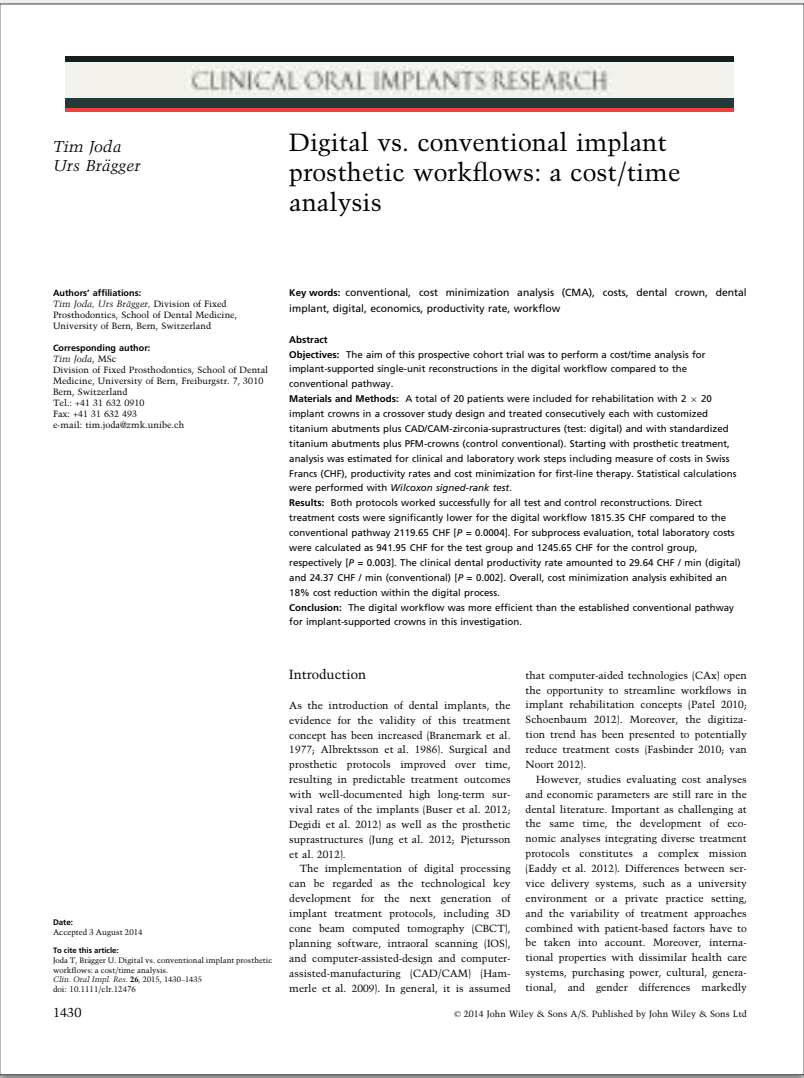 CLINICAL ORAL IMPLANTS RESEARCH
Tim Joda
Urs Brägger
Digital vs. conventional implant
prosthetic workflows: a cost/time
analysis
Authors' affiliations:
Tim Joda, Urs Brägger, Division of Fixed
Prosthodontics, School of Dental Medicine,
University of Bern, Bern, Switzerland
Corresponding author:
Tim Joda, MSc
Division of Fixed Prosthodontics, School of Dental
Medicine, University of Bern, Freiburgstr. 7, 3010
Bern, Switzerland
Tel.: +41 31 632 0910
Fax: +41 31 632 493
e-mail: tim.joda@zmk.unibe.ch
Date:
Accepted 3 August 2014
To cite this article:
Joda T, Brägger U. Digital vs. conventional implant prosthetic
workflows: a cost/time analysis.
Clin. Oral Impl. Res. 26, 2015, 1430–1435
doi: 10.1111/clr.12476
Key words: conventional, cost minimization analysis (CMA), costs, dental crown, dental
implant, digital, economics, productivity rate, workflow
Abstract
Objectives: The aim of this prospective cohort trial was to perform a cost/time analysis for
implant-supported single-unit reconstructions in the digital workflow compared to the
conventional pathway.
Materials and Methods: A total of 20 patients were included for rehabilitation with 2 × 20
implant crowns in a crossover study design and treated consecutively each with customized
titanium abutments plus CAD/CAM-zirconia-suprastructures (test: digital) and with standardized
titanium abutments plus PFM-crowns (control conventional). Starting with prosthetic treatment,
analysis was estimated for clinical and laboratory work steps including measure of costs in Swiss
Francs (CHF), productivity rates and cost minimization for first-line therapy. Statistical calculations
were performed with Wilcoxon signed-rank test.
Results: Both protocols worked successfully for all test and control reconstructions. Direct
treatment costs were significantly lower for the digital workflow 1815.35 CHF compared to the
conventional pathway 2119.65 CHF [P = 0.0004]. For subprocess evaluation, total laboratory costs
were calculated as 941.95 CHF for the test group and 1245.65 CHF for the control group,
respectively [P = 0.003]. The clinical dental productivity rate amounted to 29.64 CHF / min (digital)
and 24.37 CHF / min (conventional) [P = 0.002]. Overall, cost minimization analysis exhibited an
18% cost reduction within the digital process.
Conclusion: The digital workflow was more efficient than the established conventional pathway
for implant-supported crowns in this investigation.
Introduction
As the introduction of dental implants, the
evidence for the validity of this treatment
concept has been increased (Branemark et al.
1977; Albrektsson et al. 1986). Surgical and
prosthetic protocols improved over time,
resulting in predictable treatment outcomes
with well-documented high long-term sur-
vival rates of the implants (Buser et al. 2012;
Degidi et al. 2012) as well as the prosthetic
suprastructures (Jung et al. 2012; Pjetursson
et al. 2012).
The implementation of digital processing
can be regarded as the technological key
development for the next generation of
implant treatment protocols, including 3D
cone beam computed tomography (CBCT),
planning software, intraoral scanning (IOS),
and computer-assisted-design and computer-
assisted-manufacturing (CAD/CAM) (Ham-
merle et al. 2009). In general, it is assumed
that computer-aided technologies (CAx) open
the opportunity to streamline workflows in
implant rehabilitation concepts (Patel 2010;
Schoenbaum 2012). Moreover, the digitiza-
tion trend has been presented to potentially
reduce treatment costs (Fasbinder 2010; van
Noort 2012).
However, studies evaluating cost analyses
and economic parameters are still rare in the
dental literature. Important as challenging at
the same time, the development of eco-
nomic analyses integrating diverse treatment
protocols constitutes a complex mission
(Eaddy et al. 2012). Differences between ser-
vice delivery systems, such as a university
environment or a private practice setting,
and the variability of treatment approaches
combined with patient-based factors have to
be taken into account. Moreover, interna-
tional properties with dissimilar health care
systems, purchasing power, cultural, genera-
tional, and gender differences markedly
1430
© 2014 John Wiley & Sons A/S. Published by John Wiley & Sons Ltd